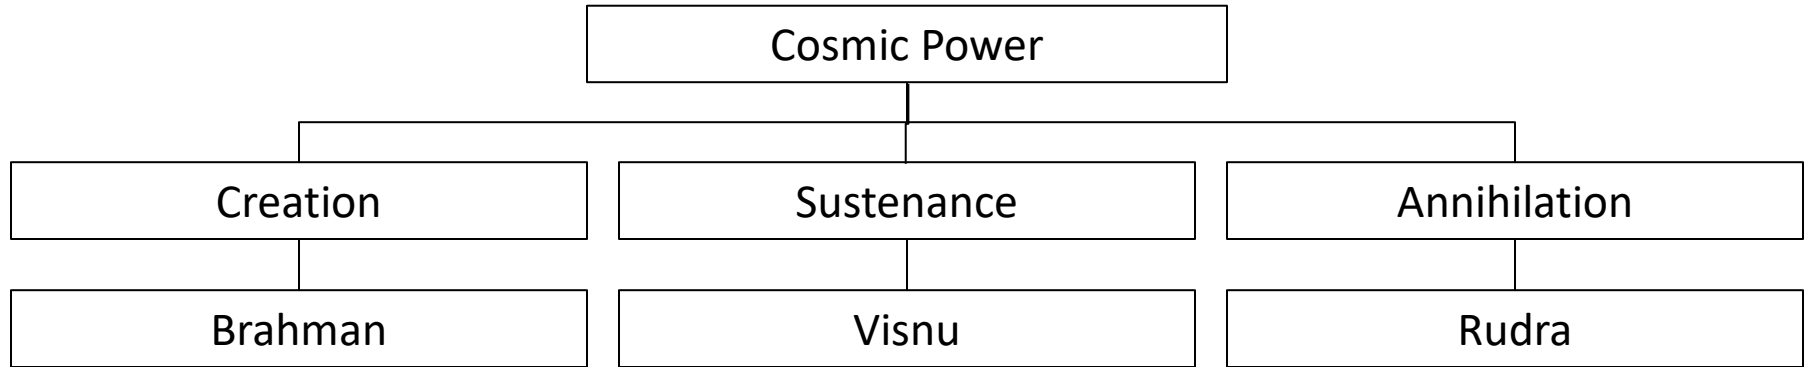 Cosmic Power
Creation
Sustenance
Annihilation
Brahman
Visnu
Rudra